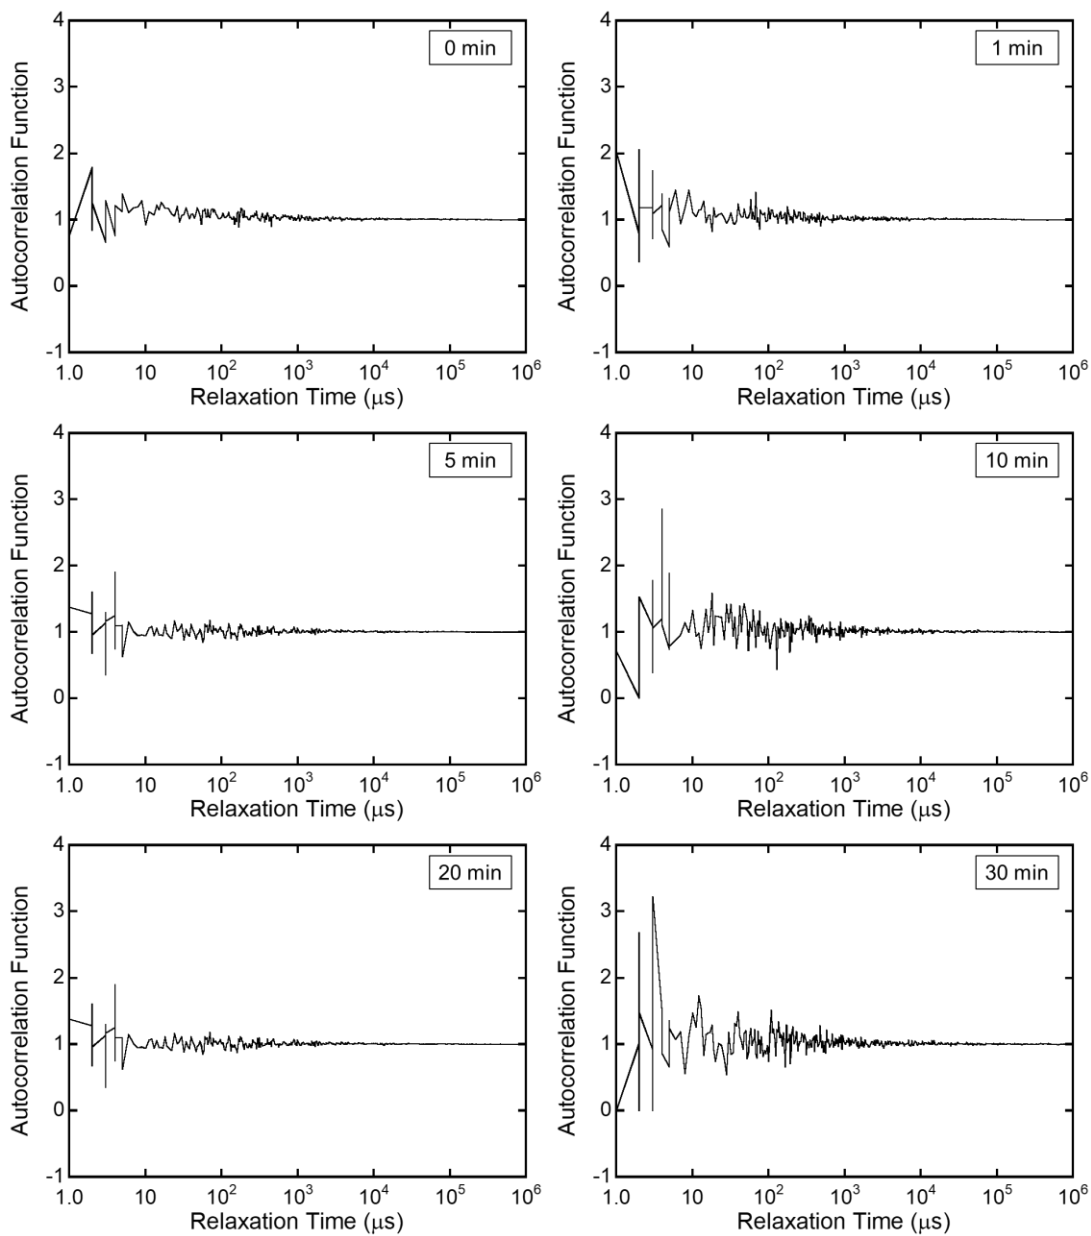 4
3
2
1
0
-1
Autocorrelation Function
0 min
1.0 10 10² 10³ 10⁴ 10⁵ 10⁶
Relaxation Time (μs)
4
3
2
1
0
-1
Autocorrelation Function
1 min
1.0 10 10² 10³ 10⁴ 10⁵ 10⁶
Relaxation Time (μs)
4
3
2
1
0
-1
Autocorrelation Function
5 min
1.0 10 10² 10³ 10⁴ 10⁵ 10⁶
Relaxation Time (μs)
4
3
2
1
0
-1
Autocorrelation Function
10 min
1.0 10 10² 10³ 10⁴ 10⁵ 10⁶
Relaxation Time (μs)
4
3
2
1
0
-1
Autocorrelation Function
20 min
1.0 10 10² 10³ 10⁴ 10⁵ 10⁶
Relaxation Time (μs)
4
3
2
1
0
-1
Autocorrelation Function
30 min
1.0 10 10² 10³ 10⁴ 10⁵ 10⁶
Relaxation Time (μs)